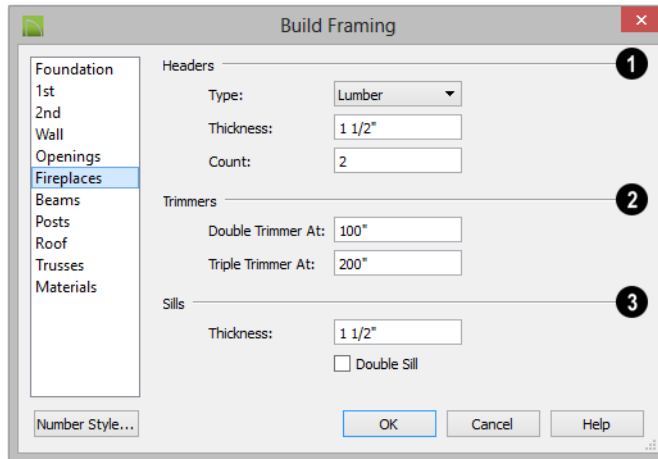 Build Framing
Foundation
1st
2nd
Wall
Openings
Fireplaces
Beams
Posts
Roof
Trusses
Materials
Number Style...
Headers 1
Type: Lumber
Thickness: 1 1/2"
Count: 2
Trimmers 2
Double Trimmer At: 100"
Triple Trimmer At: 200"
Sills 3
Thickness: 1 1/2"
Double Sill
OK Cancel Help